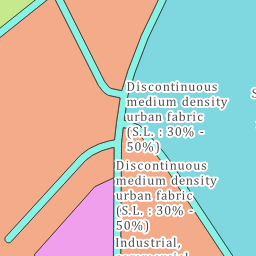 Discontinuous
medium density
urban fabric
(S.L. : 30% -
50%)
Discontinuous
medium density
urban fabric
(S.L. : 30% -
50%)
Industrial,
S